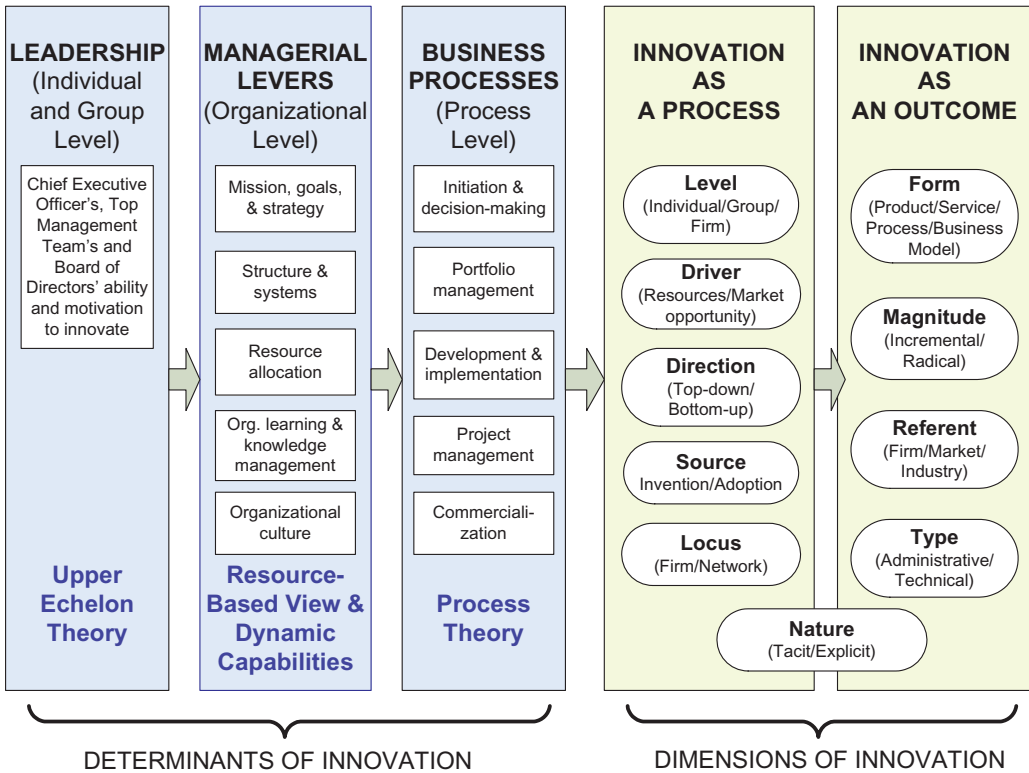 LEADERSHIP
(Individual
and Group
Level)
Chief Executive
Officer's, Top
Management
Team's and
Board of
Directors' ability
and motivation
to innovate
Upper
Echelon
Theory
MANAGERIAL
LEVERS
(Organizational
Level)
Mission, goals,
& strategy
Structure &
systems
Resource
allocation
Org. learning &
knowledge
management
Organizational
culture
Resource-
Based View &
Dynamic
Capabilities
BUSINESS
PROCESSES
(Process
Level)
Initiation &
decision-making
Portfolio
management
Development &
implementation
Project
management
Commerciali-
zation
Process
Theory
INNOVATION
AS
A PROCESS
Level
(Individual/Group/
Firm)
Driver
(Resources/Market
opportunity)
Direction
(Top-down/
Bottom-up)
Source
Invention/Adoption
Locus
(Firm/Network)
INNOVATION
AS
AN OUTCOME
Form
(Product/Service/
Process/Business
Model)
Magnitude
(Incremental/
Radical)
Referent
(Firm/Market/
Industry)
Type
(Administrative/
Technical)
Nature
(Tacit/Explicit)
DETERMINANTS OF INNOVATION
DIMENSIONS OF INNOVATION